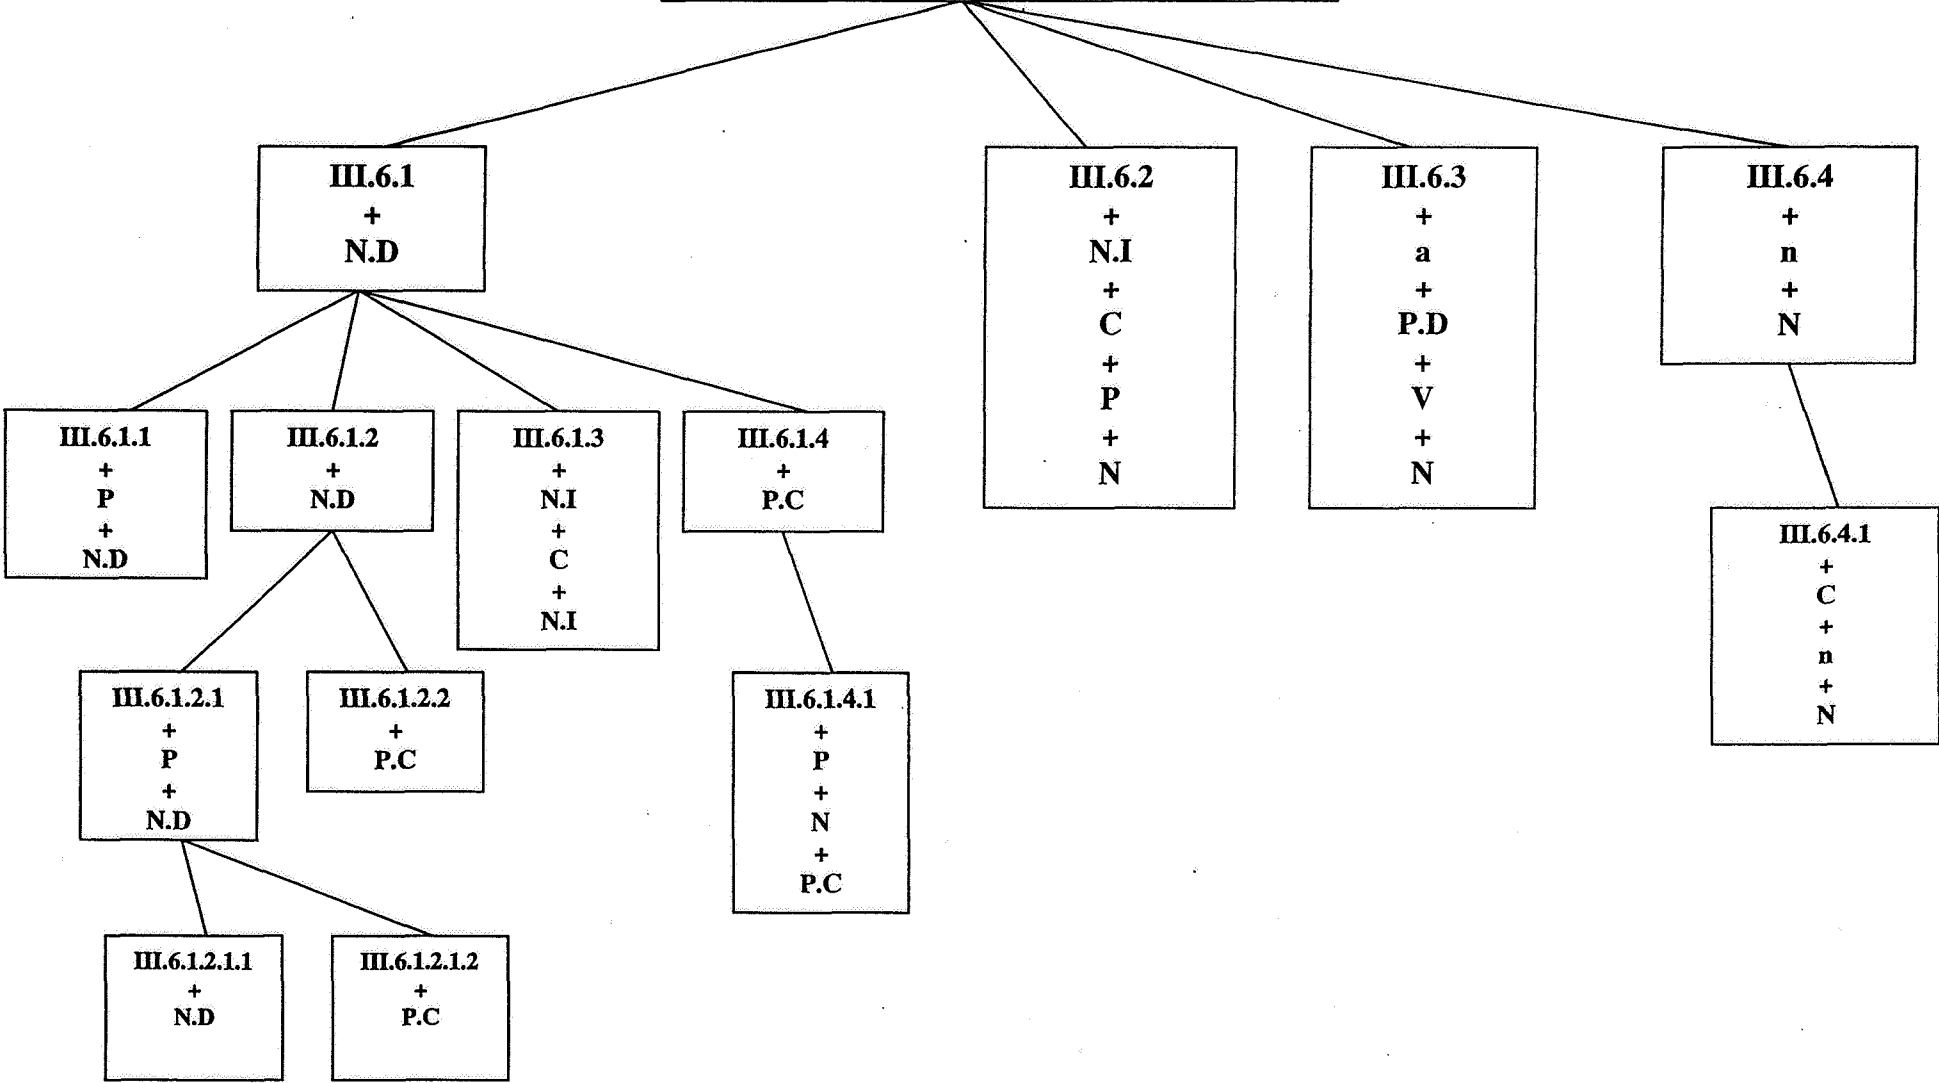 III.6.1
+
N.D
III.6.2
+
N.I
+
C
+
P
+
N
III.6.3
+
a
+
P.D
+
V
+
N
III.6.4
+
n
+
N
III.6.1.1
+
P
+
N.D
III.6.1.2
+
N.D
III.6.1.3
+
N.I
+
C
+
N.I
III.6.1.4
+
P.C
III.6.4.1
+
C
+
n
+
N
III.6.1.2.1
+
P
+
N.D
III.6.1.2.2
+
P.C
III.6.1.4.1
+
P
+
N
+
P.C
III.6.1.2.1.1
+
N.D
III.6.1.2.1.2
+
P.C